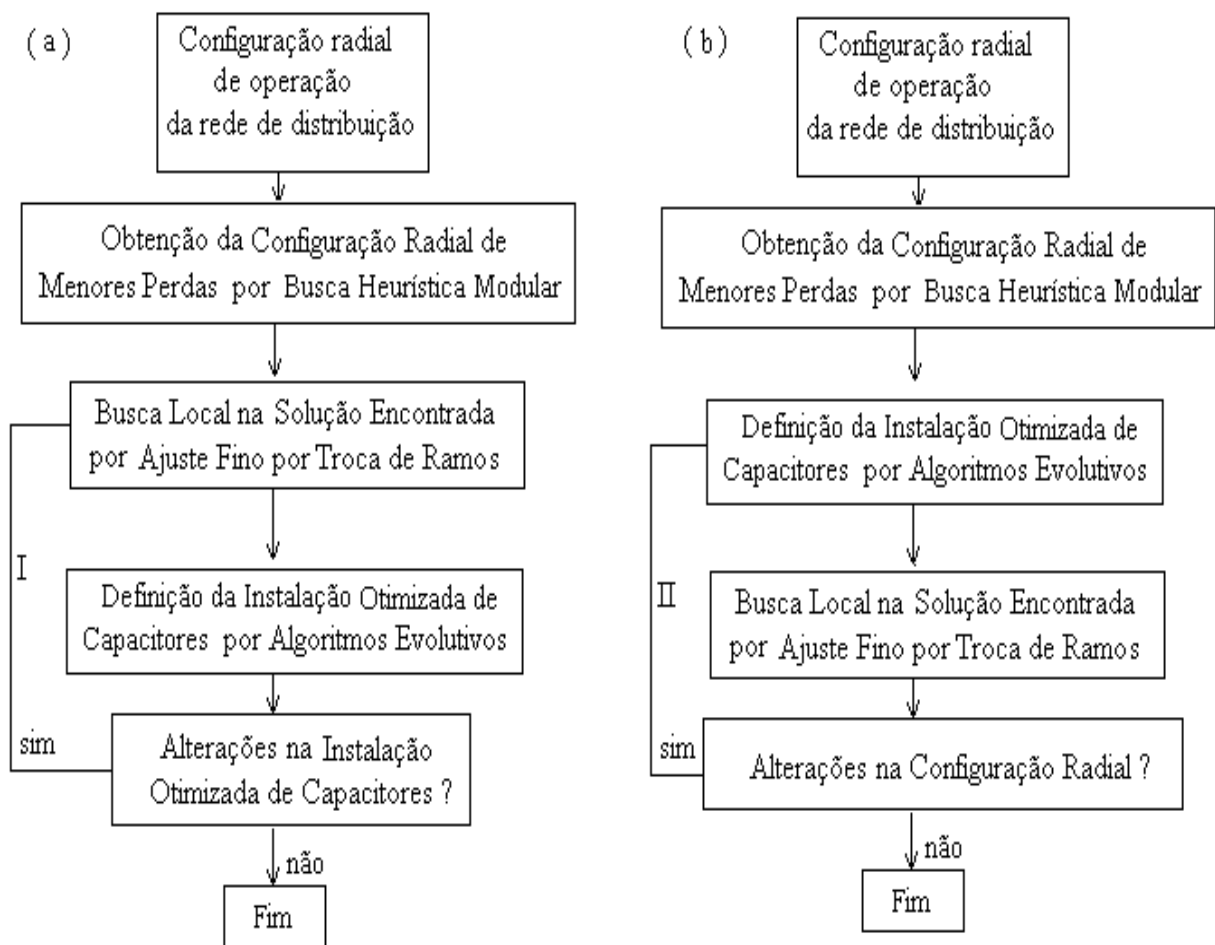 ( a )
Configuração radial
de operação
da rede de distribuição
Obtenção da Configuração Radial de
Menores Perdas por Busca Heurística Modular
Busca Local na Solução Encontrada
por Ajuste Fino por Troca de Ramos
I
Definição da Instalação Otimizada de
Capacitores por Algoritmos Evolutivos
sim
Alterações na Instalação
Otimizada de Capacitores ?
não
Fim
( b )
Configuração radial
de operação
da rede de distribuição
Obtenção da Configuração Radial de
Menores Perdas por Busca Heurística Modular
Definição da Instalação Otimizada de
Capacitores por Algoritmos Evolutivos
II
Busca Local na Solução Encontrada
por Ajuste Fino por Troca de Ramos
sim
Alterações na Configuração Radial ?
não
Fim